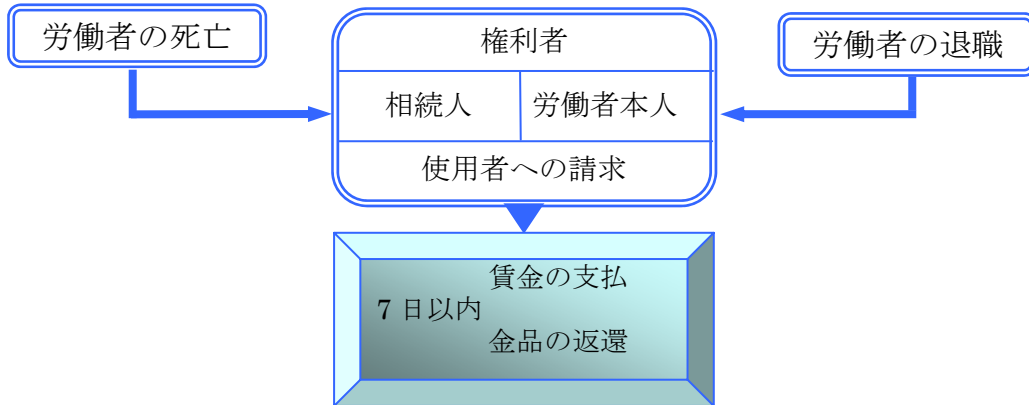 労働者の死亡
権利者
労働者の退職
相続人
労働者本人
使用者への請求
賃金の支払
7 日以内
金品の返還